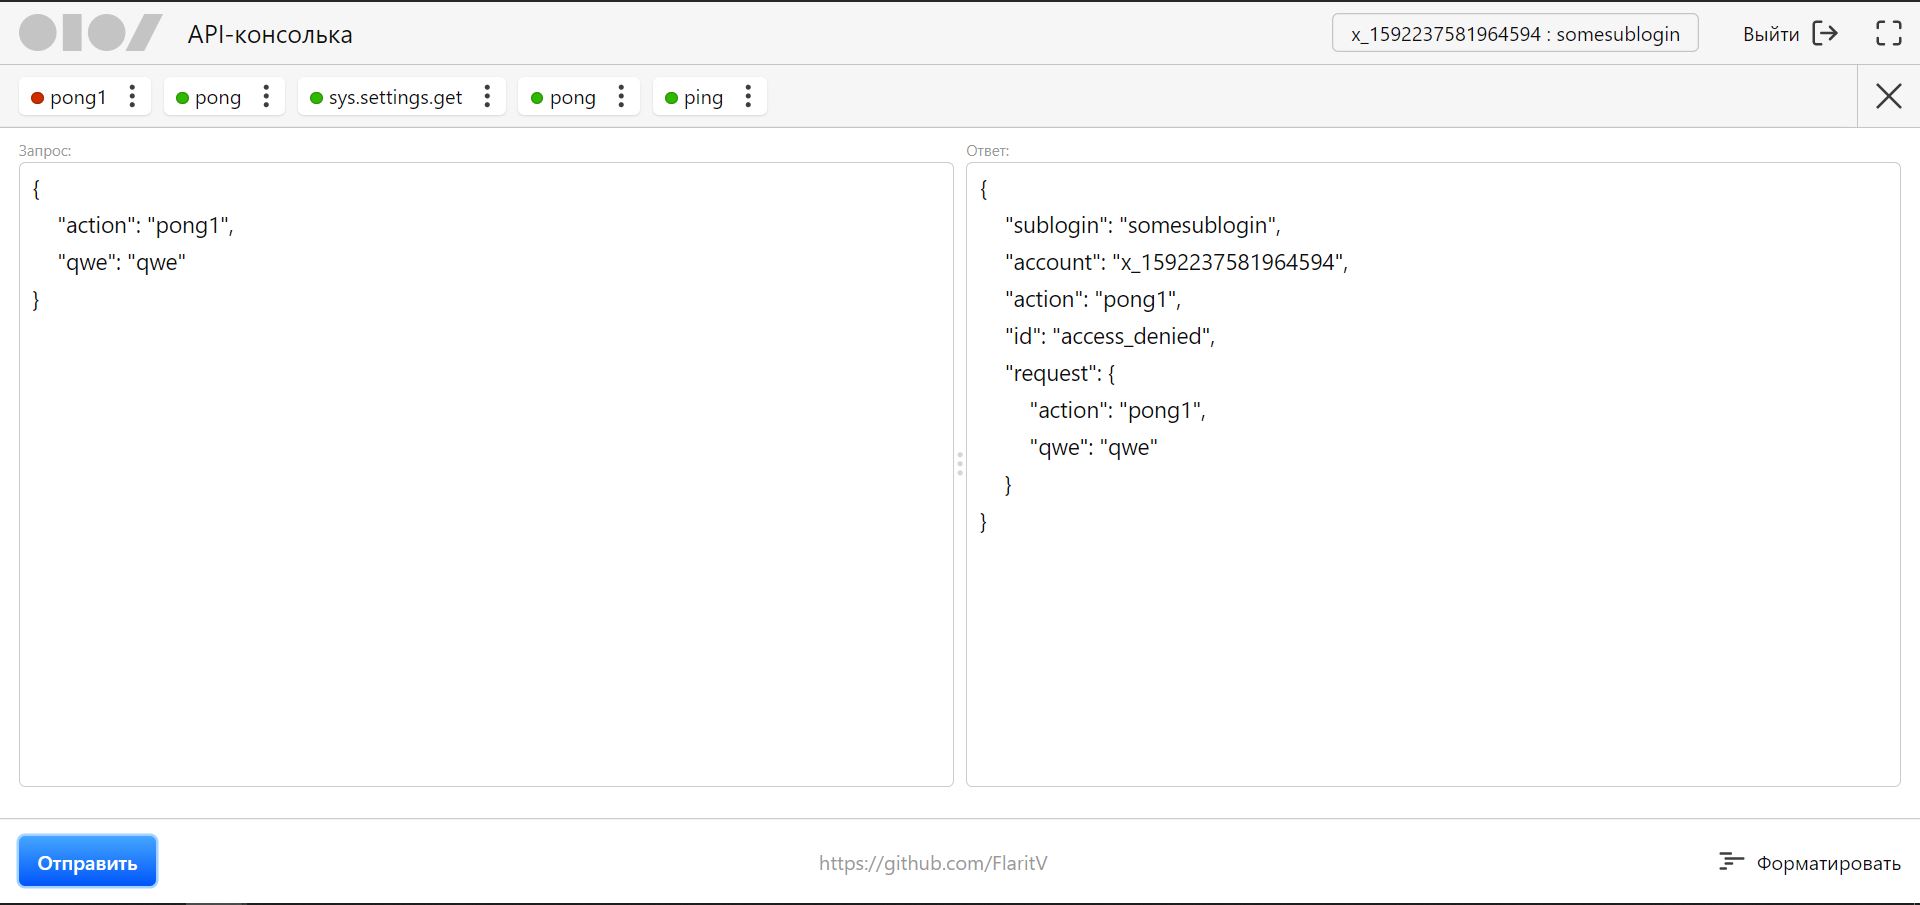 API-консолька
x_1592237581964594 : somesublogin
Выйти
pong1
pong
sys.settings.get
pong
ping
Запрос:
{
"action": "pong1",
"qwe": "qwe"
}
Ответ:
{
"sublogin": "somesublogin",
"account": "x_1592237581964594",
"action": "pong1",
"id": "access_denied",
"request": {
"action": "pong1",
"qwe": "qwe"
}
}
Отправить
https://github.com/FlaritV
Форматировать